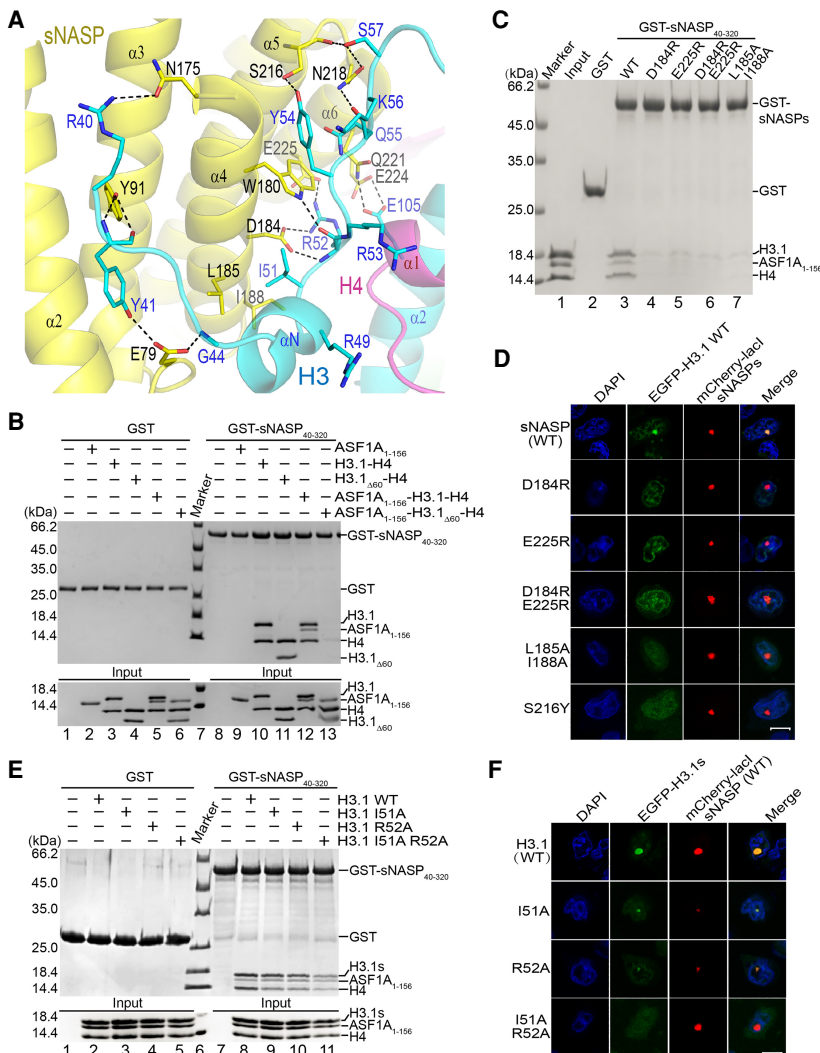 A
sNASP
α3
N175
α5
S57
S216
N218
R40
α6
K56
Y54
Q55
E225
Q221
Y91
α4
W180
E224
D184
E105
R52
R53
α1
L185
I51
H4
Y41
I188
α2
α2
αN
R49
E79
G44
H3
B
GST
GST-sNASP40-320
– + – – – – – + – – – – ASF1A1-156
– – + – – – – – + – – – H3.1-H4
– – – + – – – – – + – – H3.1Δ60-H4
– – – – + – – – – – + – ASF1A1-156-H3.1-H4
– – – – – + – – – – – + ASF1A1-156-H3.1Δ60-H4
Marker
(kDa)
66.2
GST-sNASP40-320
45.0
35.0
GST
25.0
18.4
H3.1
14.4
ASF1A1-156
H4
H3.1Δ60
Input
Input
18.4
H3.1
14.4
ASF1A1-156
H4
H3.1Δ60
1 2 3 4 5 6 7 8 9 10 11 12 13
C
GST-sNASP40-320
Marker Input GST WT D184R E225R D184R E225R L185A I188A
(kDa)
66.2
GST-sNASPs
45.0
35.0
GST
25.0
18.4
H3.1
ASF1A1-156
14.4
H4
1 2 3 4 5 6 7
D
DAPI
EGFP-H3.1 WT
mCherry-lacI sNASPs
Merge
sNASP
(WT)
D184R
E225R
D184R
E225R
L185A
I188A
S216Y
E
GST
GST-sNASP40-320
– + – – – – + – – – H3.1 WT
– – + – – – – + – – H3.1 I51A
– – – + – – – – + – H3.1 R52A
– – – – + – – – – + H3.1 I51A R52A
Marker
(kDa)
66.2
GST-sNASP40-320
45.0
35.0
GST
25.0
18.4
H3.1s
ASF1A1-156
14.4
H4
Input
Input
18.4
H3.1s
ASF1A1-156
14.4
H4
1 2 3 4 5 6 7 8 9 10 11
F
DAPI
EGFP-H3.1s
mCherry-lacI sNASP (WT)
Merge
H3.1
(WT)
I51A
R52A
I51A
R52A